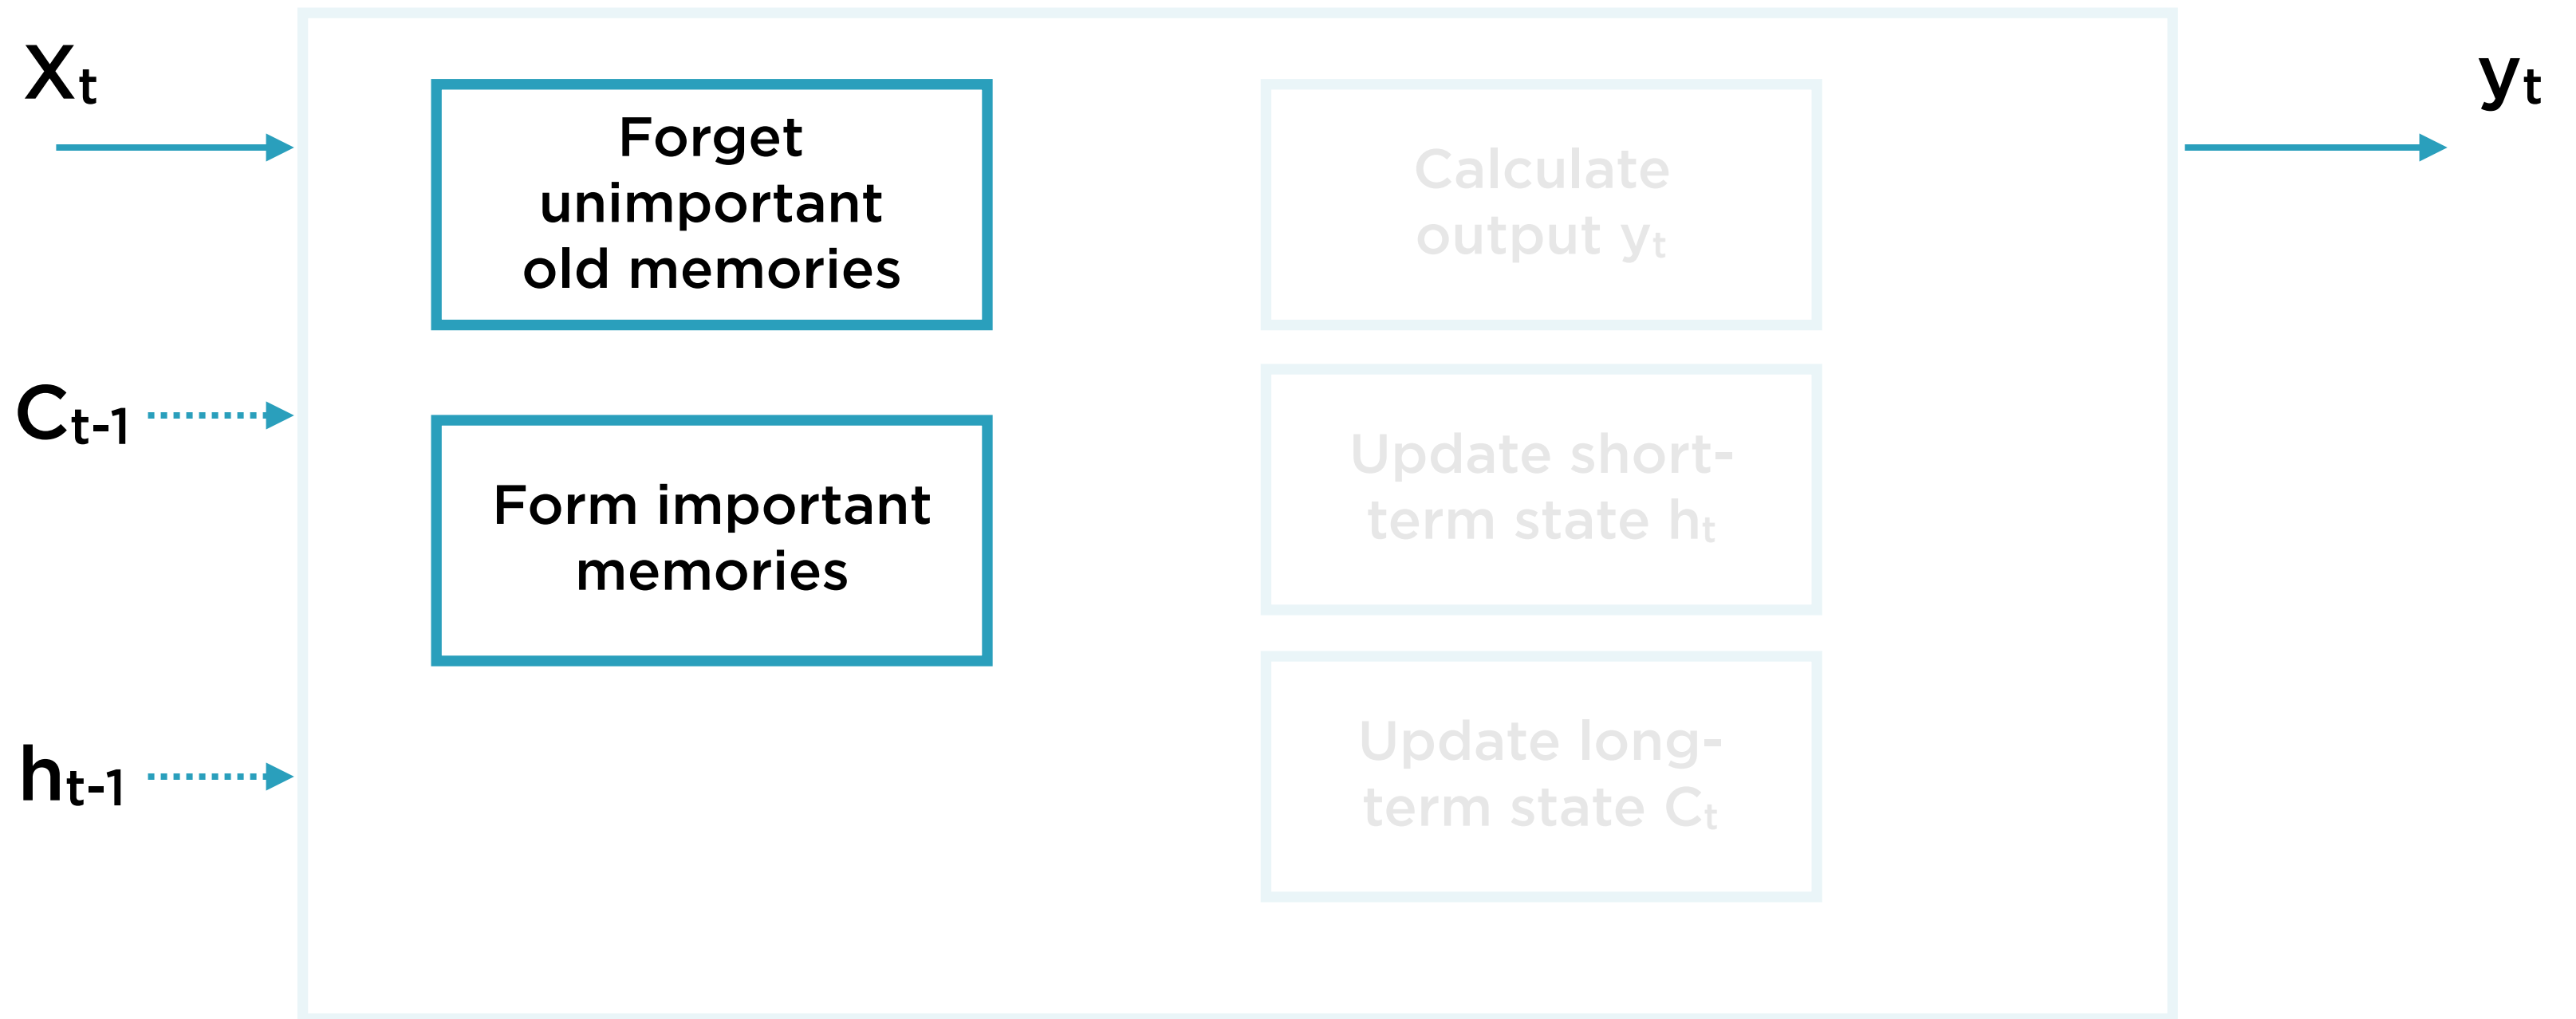 Xt
Ct-1
ht-1
Forget
unimportant
old memories
Form important
memories
Calculate
output yt
Update short-
term state ht
Update long-
term state Ct
yt